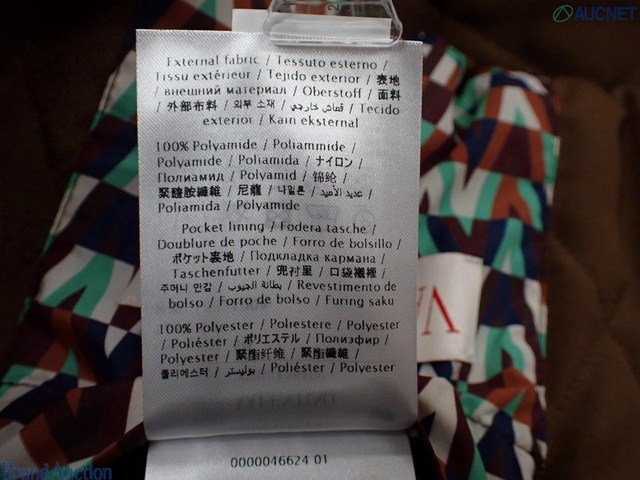 AUCNET
External fabric / Tessuto esterno /
Tissu extérieur / Tejido exterior / 表地
/ внешний материал / Oberstoff / 面料
/ 外部布料 / 외부 소재 / قماش خارجي / Tecido
exterior / Kain eksternal
100% Polyamide / Poliammide /
Polyamide / Poliamida / ナイロン /
Полиамид / Polyamid / 锦纶 /
聚醯胺纖維 / 尼龍 / 나일론 / عديد الأميد /
Poliamida / Polyamide
Pocket lining / Fodera tasche /
Doublure de poche / Forro de bolsillo /
ポケット裏地 / Подкладка кармана /
Taschenfutter / 兜衬里 / 口袋襯裡 /
주머니 안감 / بطانة الجيوب / Revestimento de
bolso / Forro de bolso / Furing saku
100% Polyester / Poliestere / Polyester
/ Poliéster / ポリエステル / Полиэфир /
Polyester / 聚酯纤维 / 聚酯纖維 /
폴리에스터 / بوليستر / Poliéster / Polyester
0000046624 01
VA
Brand Auction